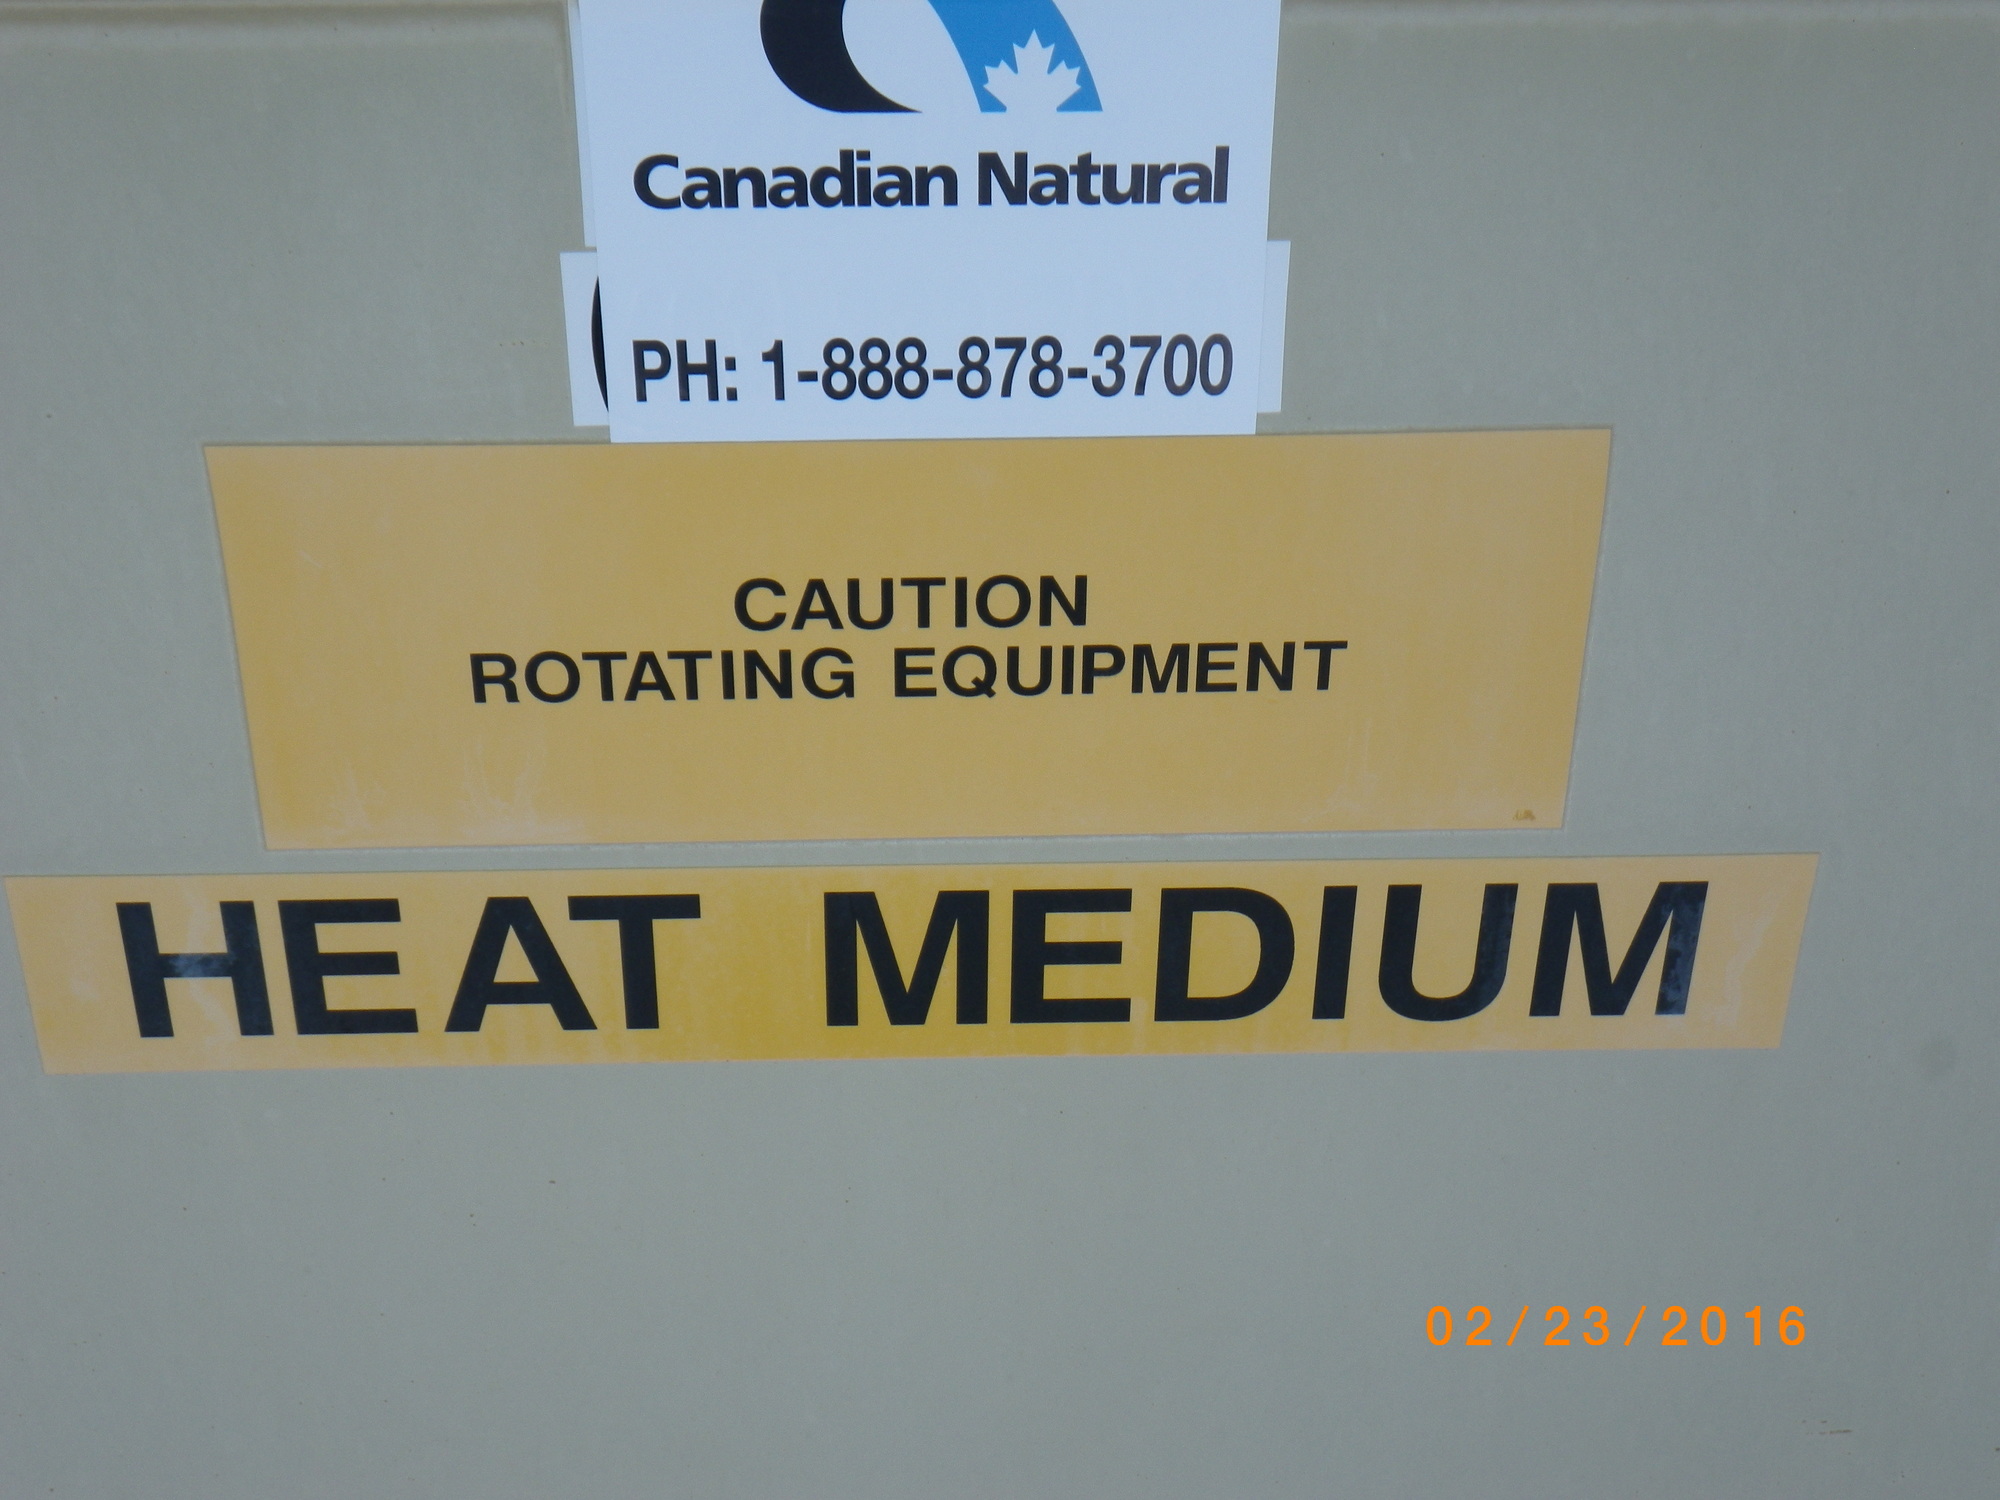 Canadian Natural
PH: 1-888-878-3700
CAUTION
ROTATING EQUIPMENT
HEAT MEDIUM
02/23/2016